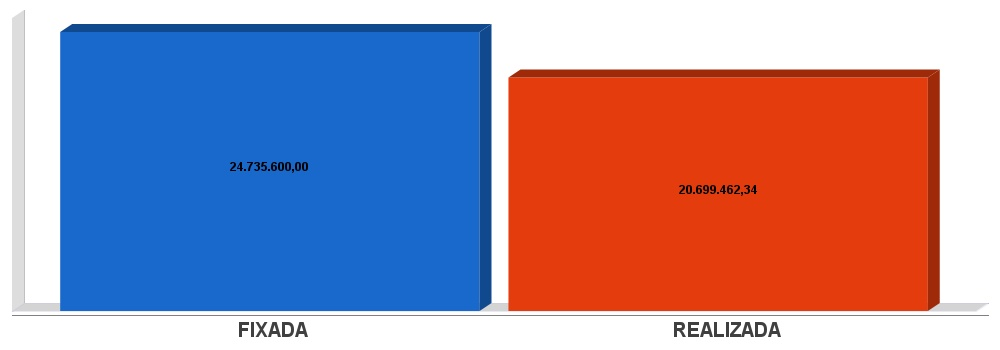 24.735.600,00
20.699.462,34
FIXADA
REALIZADA